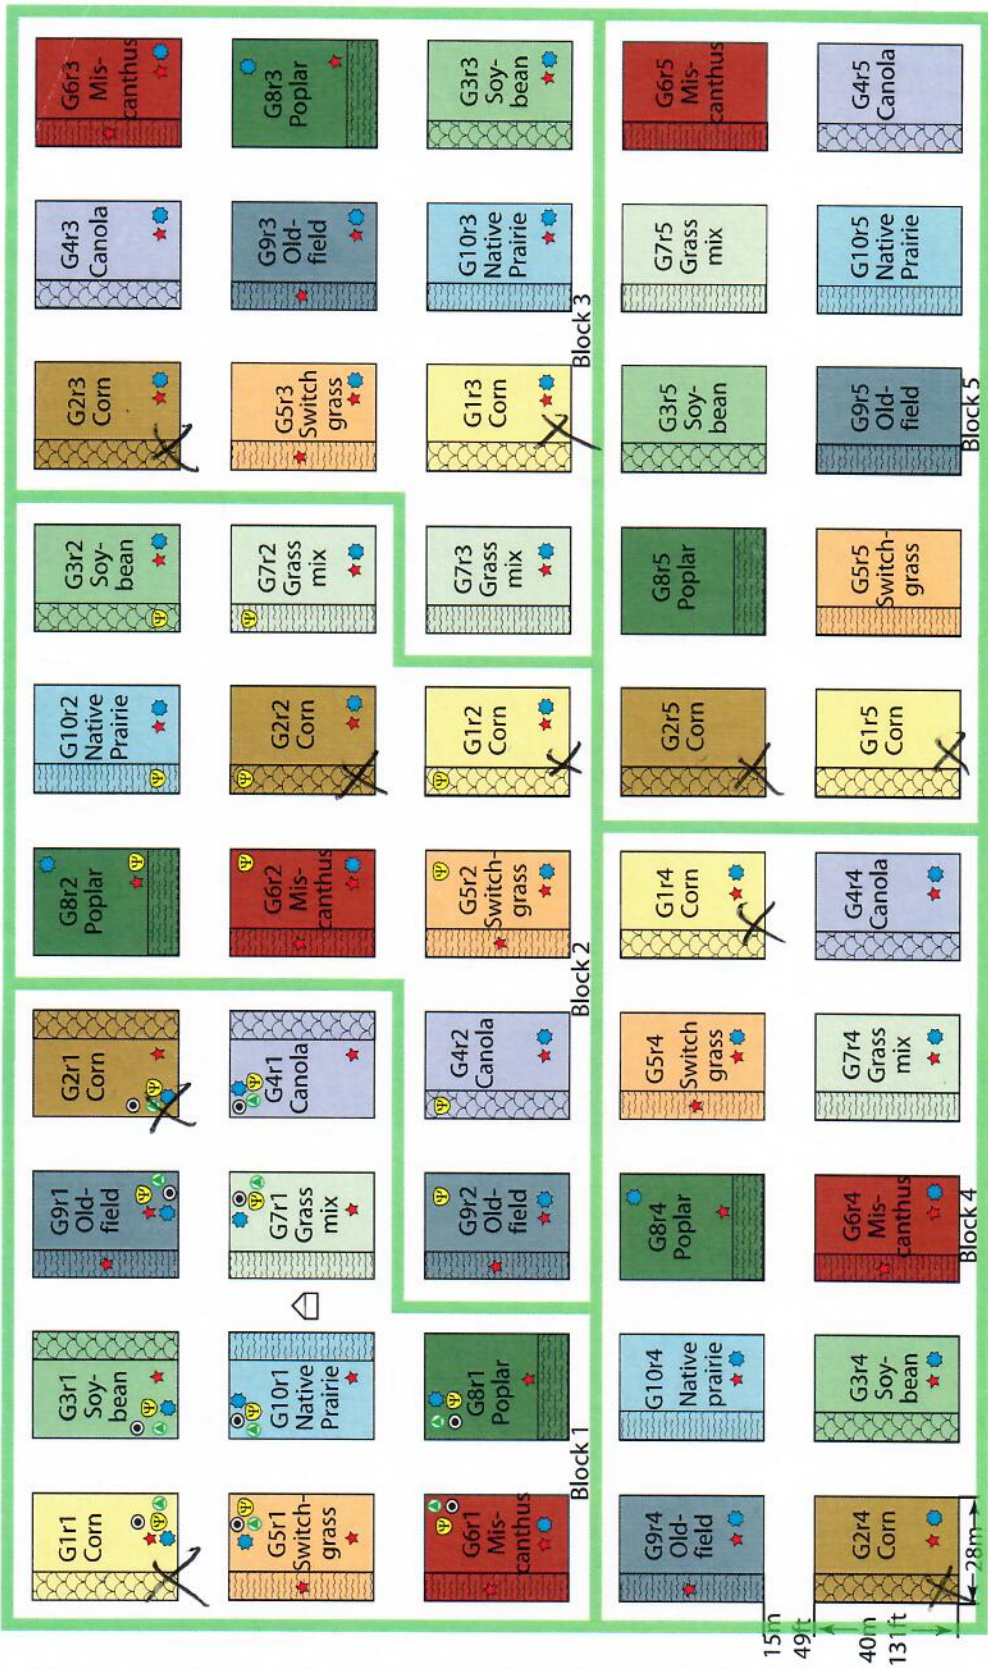 G1r1
Corn
G3r1
Soy-
bean
G9r1
Old-
field
G2r1
Corn
G8r2
Poplar
G10r2
Native
Prairie
G3r2
Soy-
bean
G2r3
Corn
G4r3
Canola
G6r3
Mis-
canthus
G5r1
Switch-
grass
G10r1
Native
Prairie
G7r1
Grass
mix
G4r1
Canola
G6r2
Mis-
canthus
G2r2
Corn
G7r2
Grass
mix
G5r3
Switch
grass
G9r3
Old-
field
G8r3
Poplar
G6r1
Mis-
canthus
G8r1
Poplar
G9r2
Old-
field
G4r2
Canola
G5r2
Switch-
grass
G1r2
Corn
G7r3
Grass
mix
G1r3
Corn
G10r3
Native
Prairie
G3r3
Soy-
bean
Block 1
Block 2
Block 3
G9r4
Old-
field
G10r4
Native
prairie
G8r4
Poplar
G5r4
Switch
grass
G1r4
Corn
G2r5
Corn
G8r5
Poplar
G3r5
Soy-
bean
G7r5
Grass
mix
G6r5
Mis-
canthus
15m
49ft
G2r4
Corn
G3r4
Soy-
bean
G6r4
Mis-
canthus
G7r4
Grass
mix
G4r4
Canola
G1r5
Corn
G5r5
Switch-
grass
G9r5
Old-
field
G10r5
Native
Prairie
G4r5
Canola
40m
131ft
28m
Block 4
Block 5